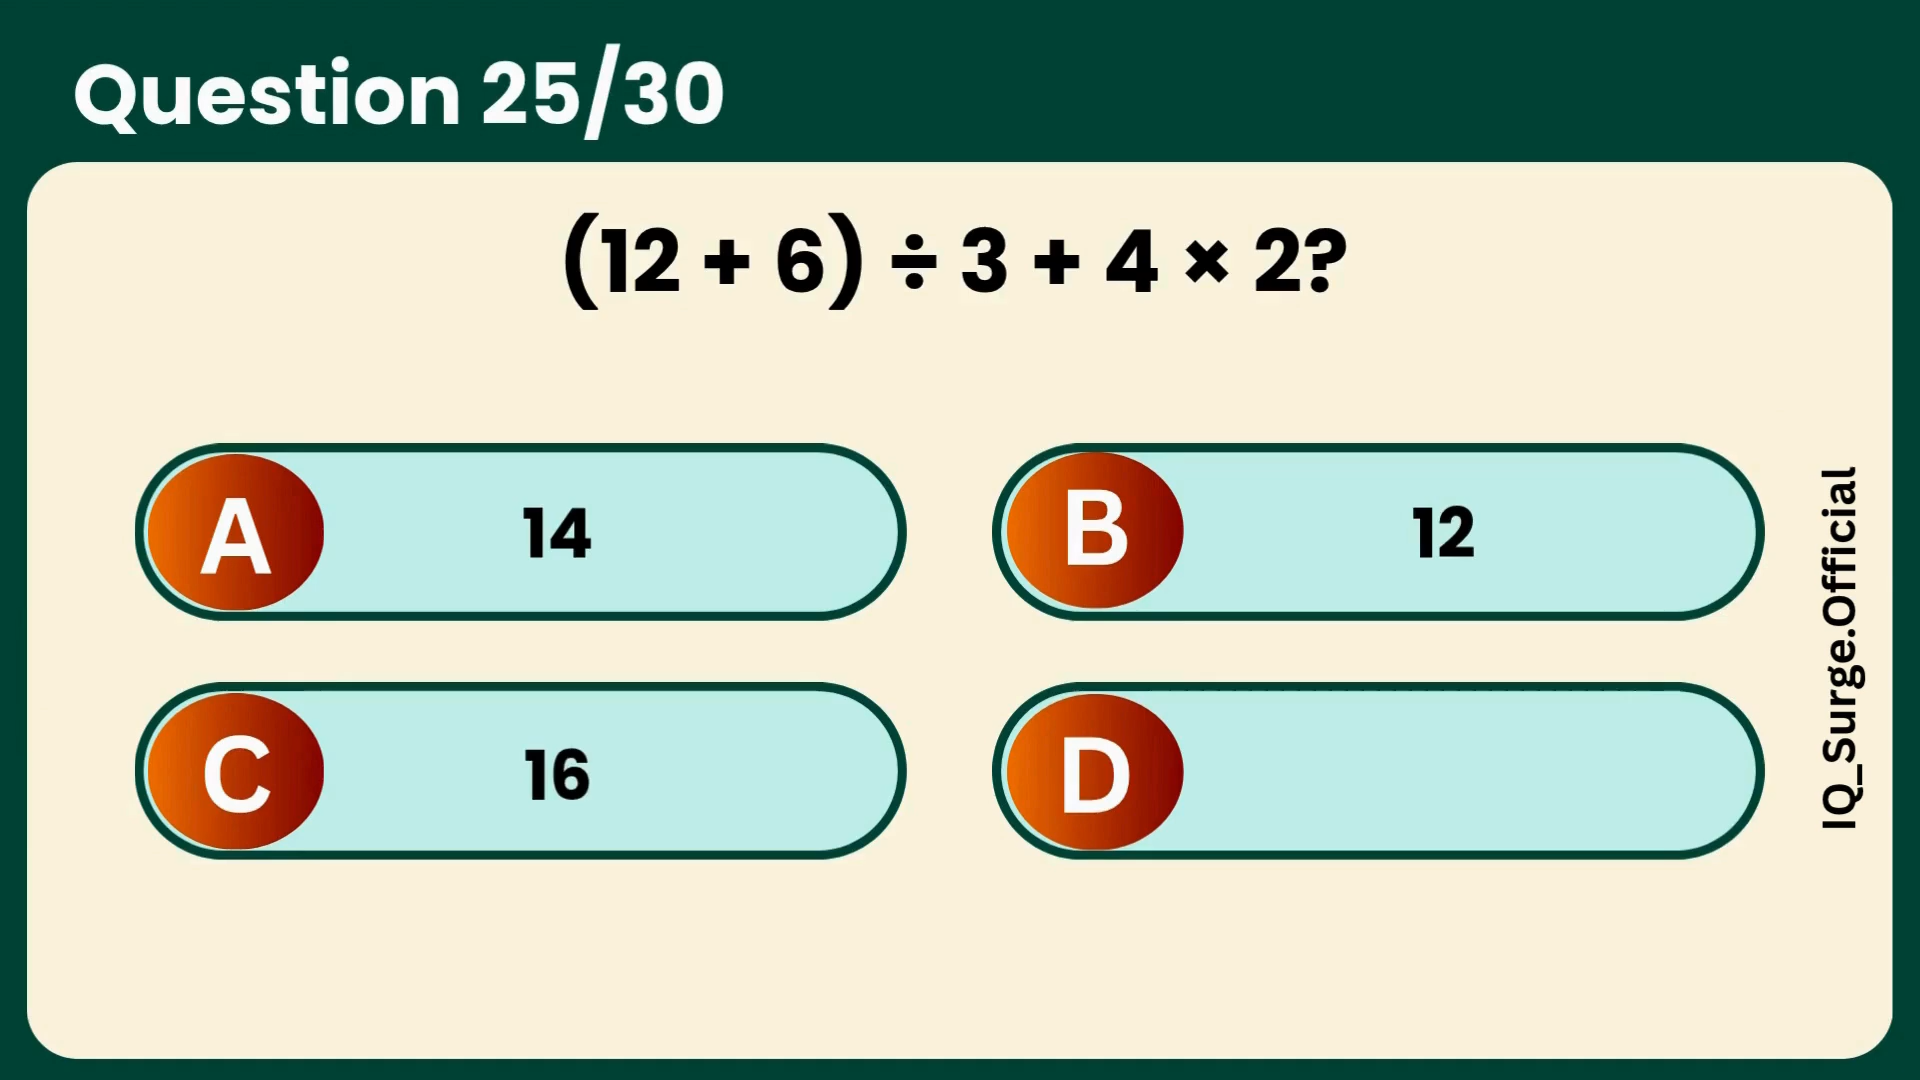 Question 25/30
(12 + 6) ÷ 3 + 4 × 2?
A 14
B 12
C 16
D
IQ_Surge.Official